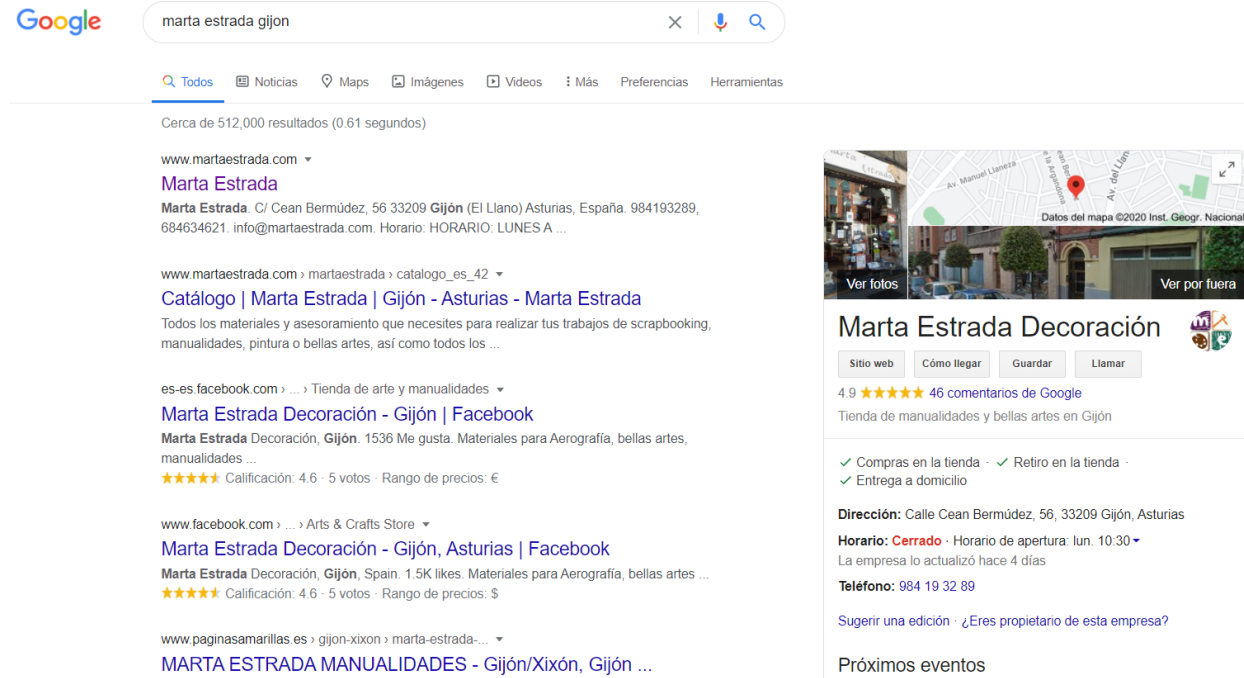 Google
marta estrada gijon
Todos Noticias Maps Imágenes Videos Más Preferencias Herramientas
Cerca de 512,000 resultados (0.61 segundos)
www.martaestrada.com
Marta Estrada
Marta Estrada. C/ Cean Bermúdez, 56 33209 Gijón (El Llano) Asturias, España. 984193289,
684634621. info@martaestrada.com. Horario: HORARIO: LUNES A ...
www.martaestrada.com › martaestrada › catalogo_es_42
Catálogo | Marta Estrada | Gijón - Asturias - Marta Estrada
Todos los materiales y asesoramiento que necesites para realizar tus trabajos de scrapbooking,
manualidades, pintura o bellas artes, así como todos los ...
es-es.facebook.com › ... › Tienda de arte y manualidades
Marta Estrada Decoración - Gijón | Facebook
Marta Estrada Decoración, Gijón. 1536 Me gusta. Materiales para Aerografía, bellas artes,
manualidades ...
Calificación: 4.6 · 5 votos · Rango de precios: €
www.facebook.com › ... › Arts & Crafts Store
Marta Estrada Decoración - Gijón, Asturias | Facebook
Marta Estrada Decoración, Gijón, Spain. 1.5K likes. Materiales para Aerografía, bellas artes ...
Calificación: 4.6 · 5 votos · Rango de precios: $
www.paginasamarillas.es › gijon-xixon › marta-estrada-...
MARTA ESTRADA MANUALIDADES - Gijón/Xixón, Gijón ...
Marta Estrada
Av. Manuel Llaneza
Av. del Llan
Datos del mapa ©2020 Inst. Geogr. Nacional
Ver fotos
Ver por fuera
Marta Estrada Decoración
Sitio web Cómo llegar Guardar Llamar
4.9 46 comentarios de Google
Tienda de manualidades y bellas artes en Gijón
Compras en la tienda · Retiro en la tienda ·
Entrega a domicilio
Dirección: Calle Cean Bermúdez, 56, 33209 Gijón, Asturias
Horario: Cerrado · Horario de apertura: lun. 10:30
La empresa lo actualizó hace 4 días
Teléfono: 984 19 32 89
Sugerir una edición · ¿Eres propietario de esta empresa?
Próximos eventos